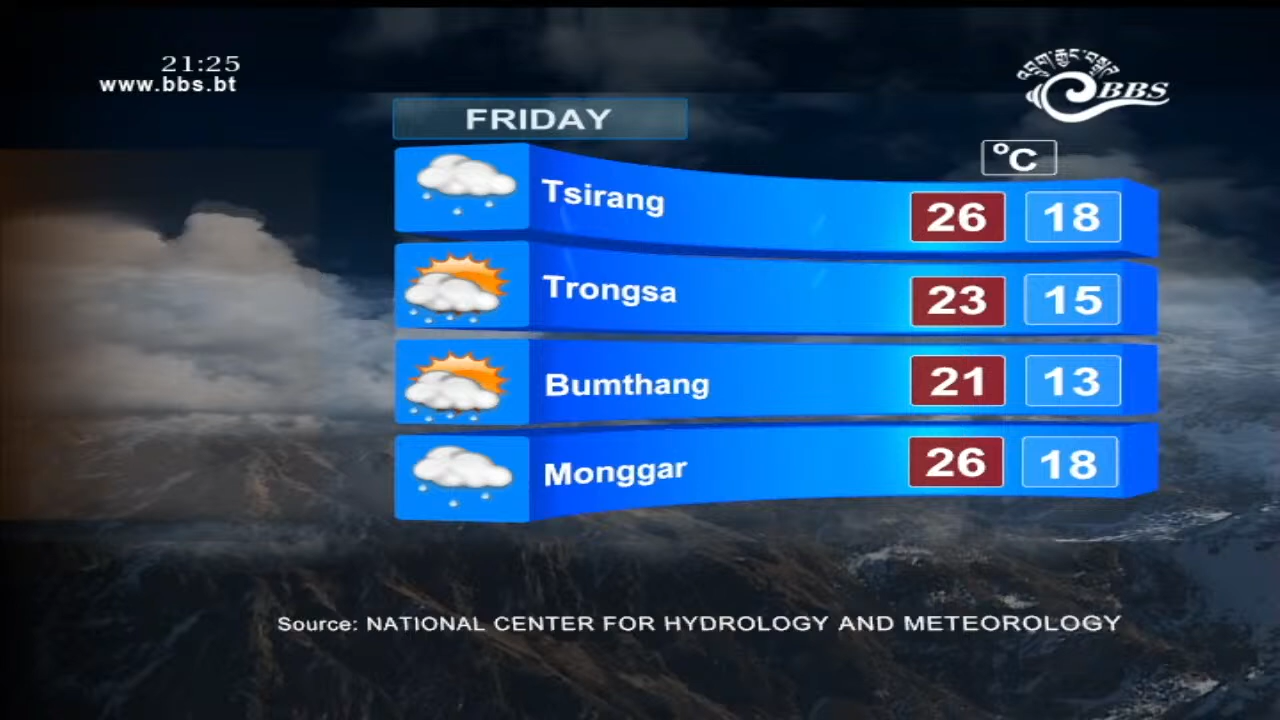 21:25
www.bbs.bt
BBS
FRIDAY
°C
Tsirang 26 18
Trongsa 23 15
Bumthang 21 13
Monggar 26 18
Source: NATIONAL CENTER FOR HYDROLOGY AND METEOROLOGY